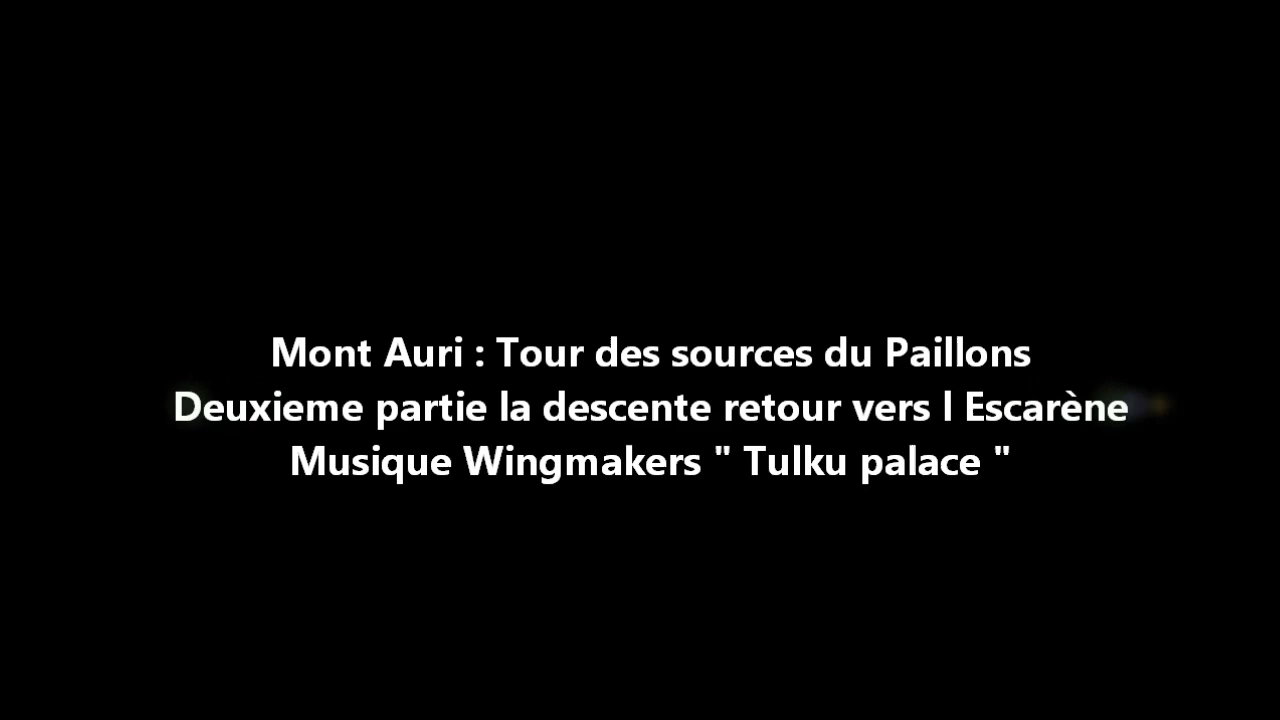 Mont Auri : Tour des sources du Paillons
Deuxieme partie la descente retour vers l Escarène
Musique Wingmakers " Tulku palace "